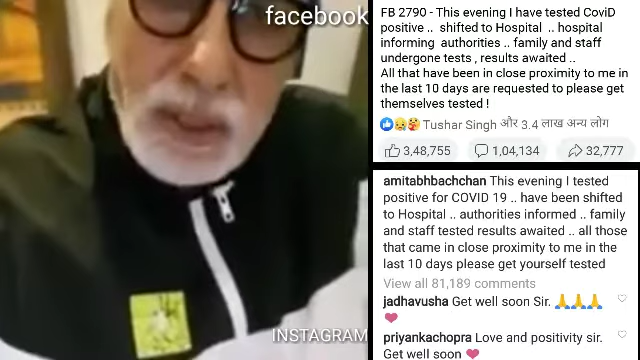 facebook
INSTAGRAM
FB 2790 - This evening I have tested CoviD
positive .. shifted to Hospital .. hospital
informing authorities .. family and staff
undergone tests , results awaited ..
All that have been in close proximity to me in
the last 10 days are requested to please get
themselves tested !
Tushar Singh और 3.4 लाख अन्य लोग
3,48,755 1,04,134 32,777
amitabhbachchan This evening I tested
positive for COVID 19 .. have been shifted
to Hospital .. authorities informed .. family
and staff tested results awaited .. all those
that came in close proximity to me in the
last 10 days please get yourself tested
View all 81,189 comments
jadhavusha Get well soon Sir. 🙏🙏🙏
❤
priyankachopra Love and positivity sir.
Get well soon ❤